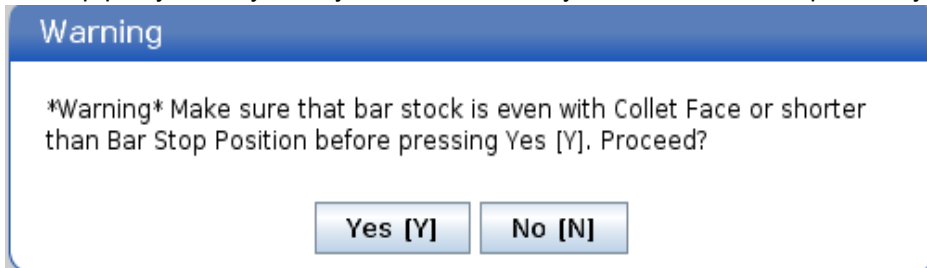 Warning
*Warning* Make sure that bar stock is even with Collet Face or shorter
than Bar Stop Position before pressing Yes [Y]. Proceed?
Yes [Y] No [N]